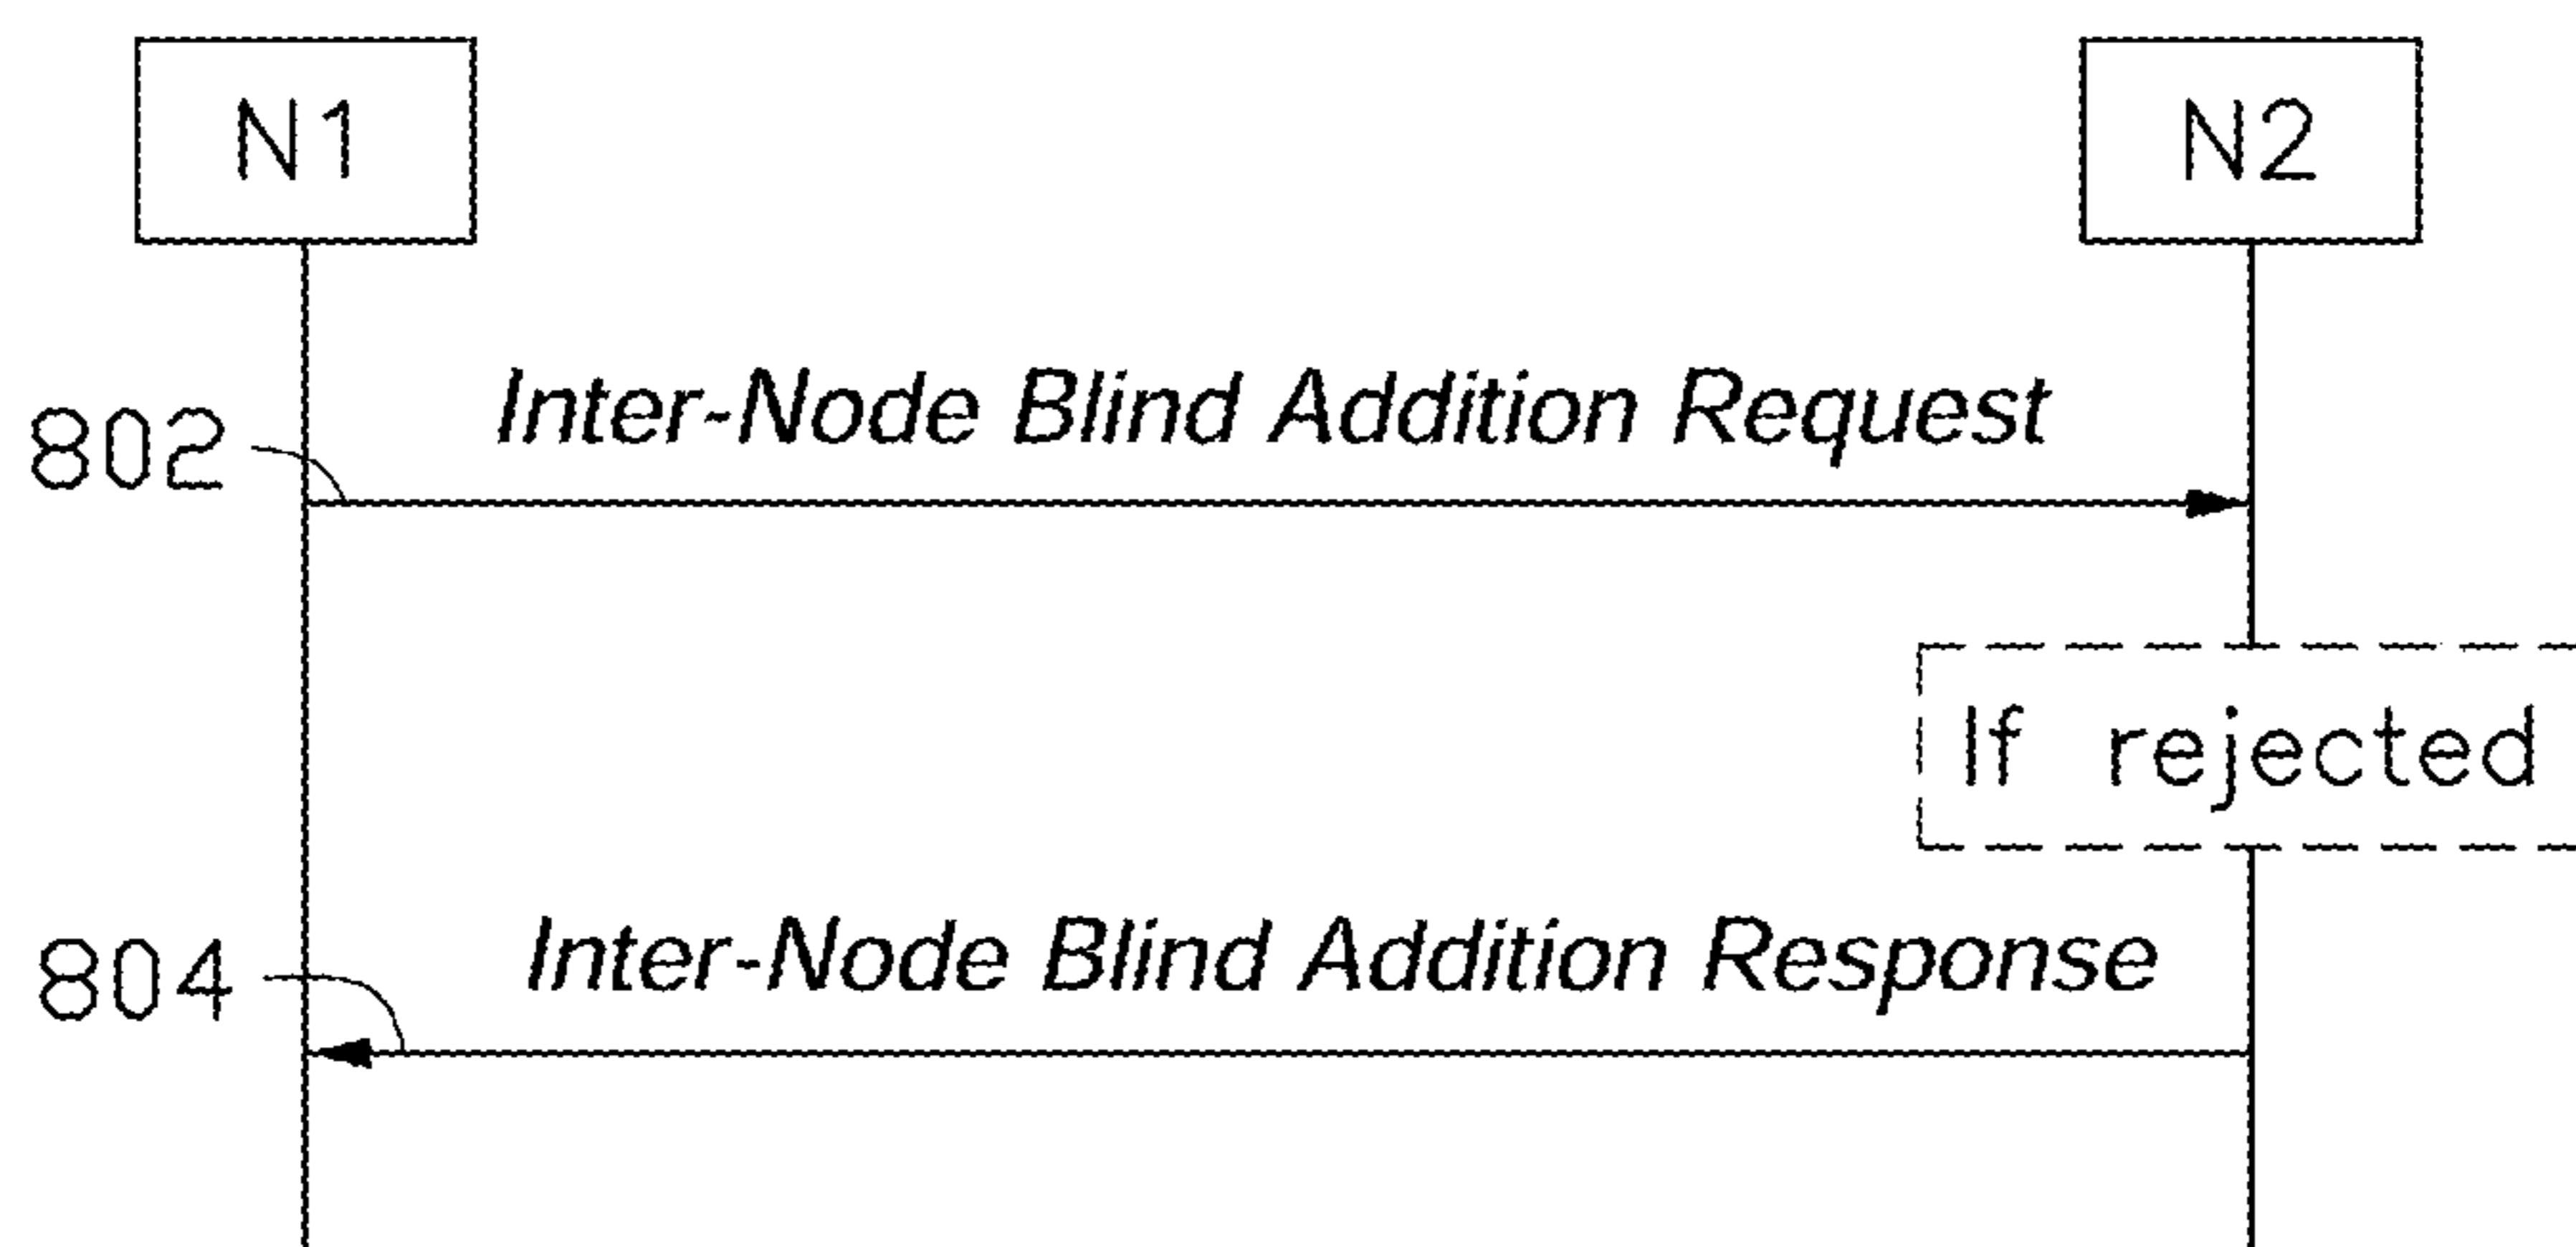 N1
N2
Inter-Node Blind Addition Request
802
If rejected
Inter-Node Blind Addition Response
804